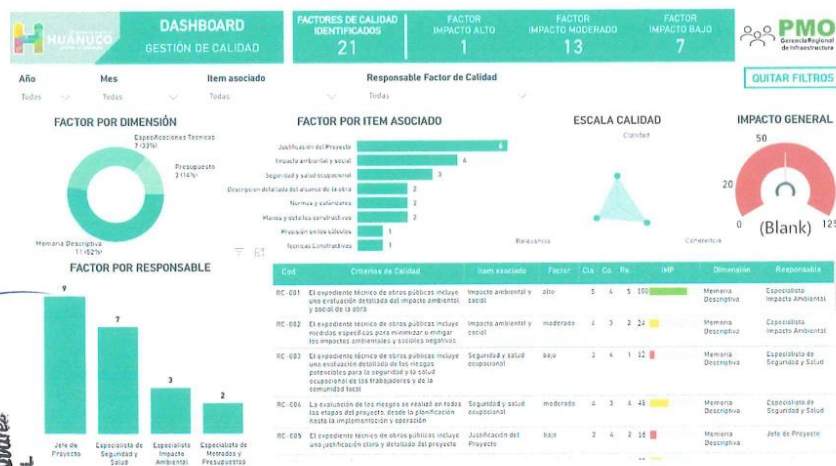 HUÁNUCO
DASHBOARD
GESTIÓN DE CALIDAD
FACTORES DE CALIDAD
IDENTIFICADOS
21
FACTOR
IMPACTO ALTO
1
FACTOR
IMPACTO MODERADO
13
FACTOR
IMPACTO BAJO
7
PMO
Gerencia Regional
de Infraestructura
Año
Todas
Mes
Todas
Item asociado
Todas
Responsable Factor de Calidad
Todas
QUITAR FILTROS
FACTOR POR DIMENSIÓN
Especificaciones Técnicas
7 (33%)
Presupuesto
3 (14%)
Memoria Descriptiva
11 (52%)
FACTOR POR ITEM ASOCIADO
Justificación del Proyecto
6
Impacto ambiental y social
4
Seguridad y salud ocupacional
3
Descripción detallada del alcance de la obra
2
Normas y estándares
2
Planos y detalles constructivos
2
Precisión en los cálculos
1
Técnicas Constructivas
1
ESCALA CALIDAD
Claridad
Relevancia
Coherencia
IMPACTO GENERAL
50
20
0
(Blank)
125
FACTOR POR RESPONSABLE
9
7
3
2
Jefe de
Proyecto
Especialista de
Seguridad y
Salud
Especialista
Impacto
Ambiental
Especialista de
Metrados y
Presupuestos
Cod Criterios de Calidad Item asociado Factor Cla Co Re IMP Dimensión Responsable
RC-001 El expediente técnico de obras públicas incluye Impacto ambiental y alto 5 4 5 100 Memoria Especialista
una evaluación detallada del impacto ambiental social Descriptiva Impacto Ambiental
y social de la obra
RC-002 El expediente técnico de obras públicas incluye Impacto ambiental y moderado 4 3 2 24 Memoria Especialista
medidas específicas para minimizar o mitigar social Descriptiva Impacto Ambiental
los impactos ambientales y sociales negativos
RC-003 El expediente técnico de obras públicas incluye Seguridad y salud bajo 2 6 1 12 Memoria Especialista de
una evaluación detallada de los riesgos ocupacional Descriptiva Seguridad y Salud
potenciales para la seguridad y la salud
ocupacional de los trabajadores y de la
comunidad local
RC-004 La evaluación de los riesgos se realizó en todas Seguridad y salud moderado 4 3 4 48 Memoria Especialista de
las etapas del proyecto, desde la planificación ocupacional Descriptiva Seguridad y Salud
hasta la implementación y operación
RC-005 El expediente técnico de obras públicas incluye Justificación del bajo 2 4 2 16 Memoria Jefe de Proyecto
una justificación clara y detallada del proyecto Proyecto Descriptiva